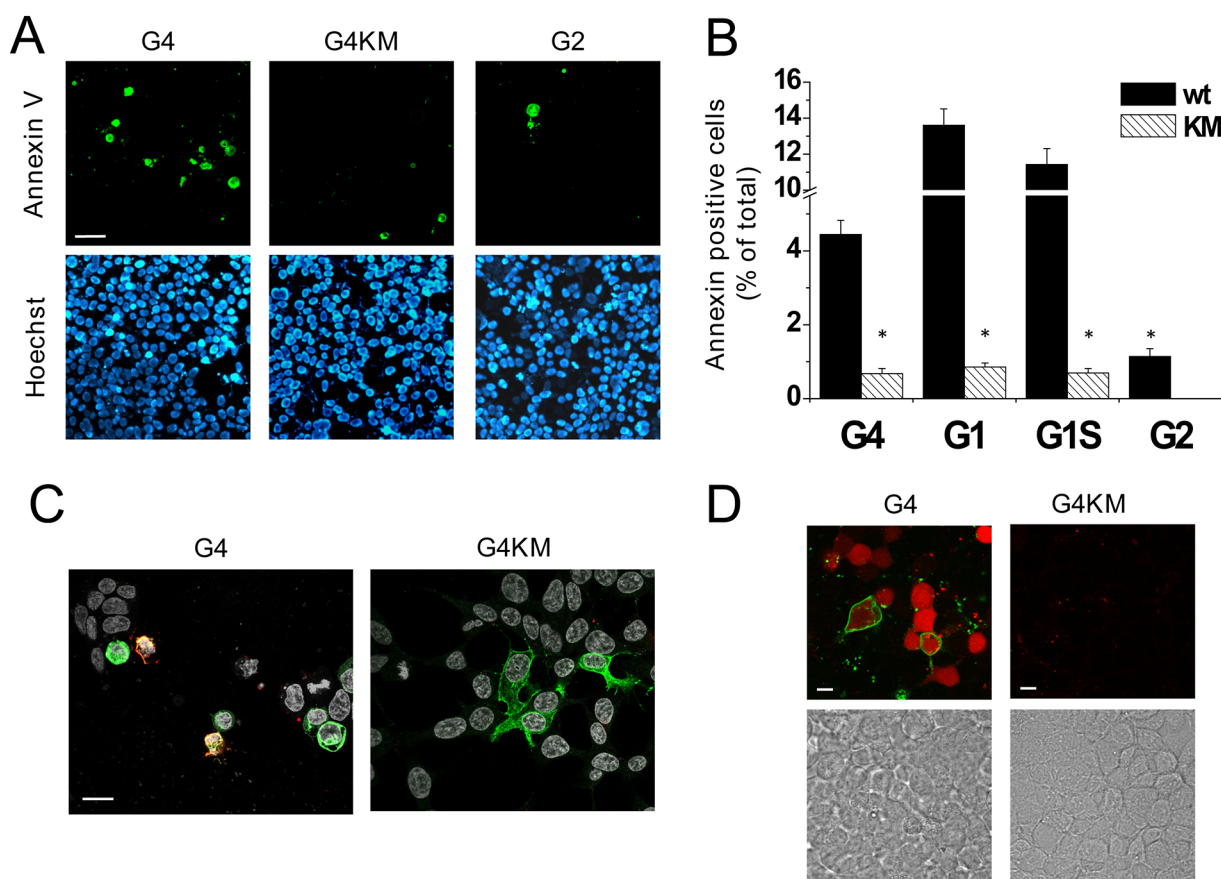 A
G4 G4KM G2
Annexin V
Hoechst
B
Annexin positive cells
(% of total)
16
14
12
10
4
2
0
wt
KM
* * * *
G4 G1 G1S G2
C
G4 G4KM
D
G4 G4KM